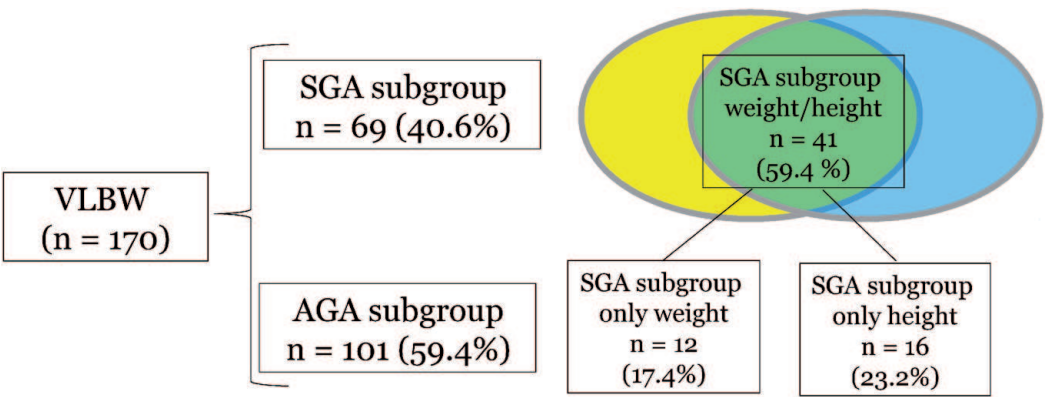 VLBW
(n = 170)
SGA subgroup
n = 69 (40.6%)
AGA subgroup
n = 101 (59.4%)
SGA subgroup
weight/height
n = 41
(59.4 %)
SGA subgroup
only weight
n = 12
(17.4%)
SGA subgroup
only height
n = 16
(23.2%)